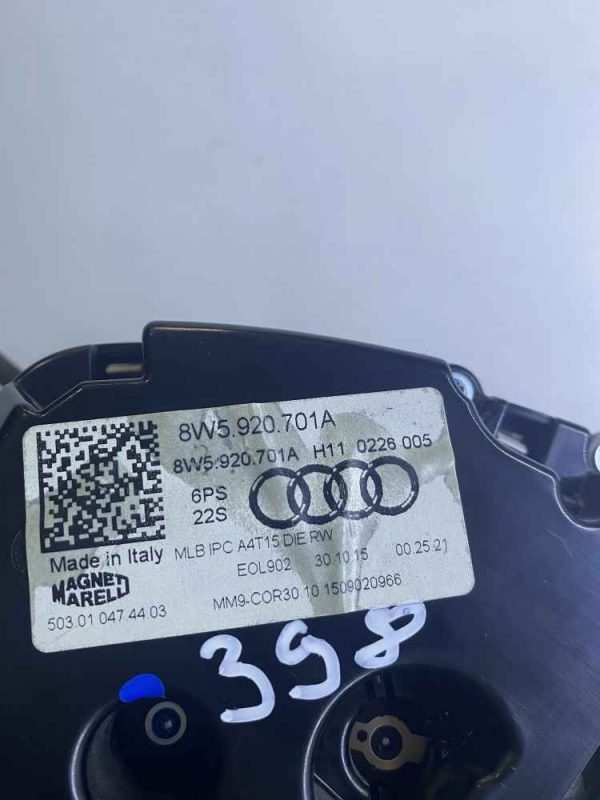 8W5.920.701A
8W5.920.701A H11 0226 005
6PS
22S
Made in Italy
MLB IPC A4T15 DIE RW
EOL902 30.10.15 00.25.21
MAGNETI
MARELLI
MM9-COR30 10 1509020966
503.01 047 44 03
398